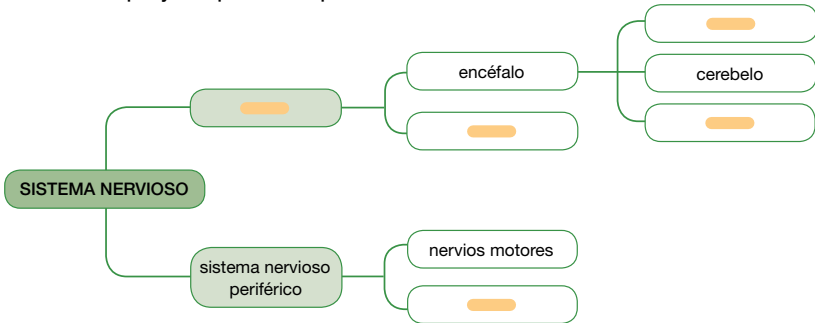 encéfalo
cerebelo
SISTEMA NERVIOSO
nervios motores
sistema nervioso
periférico